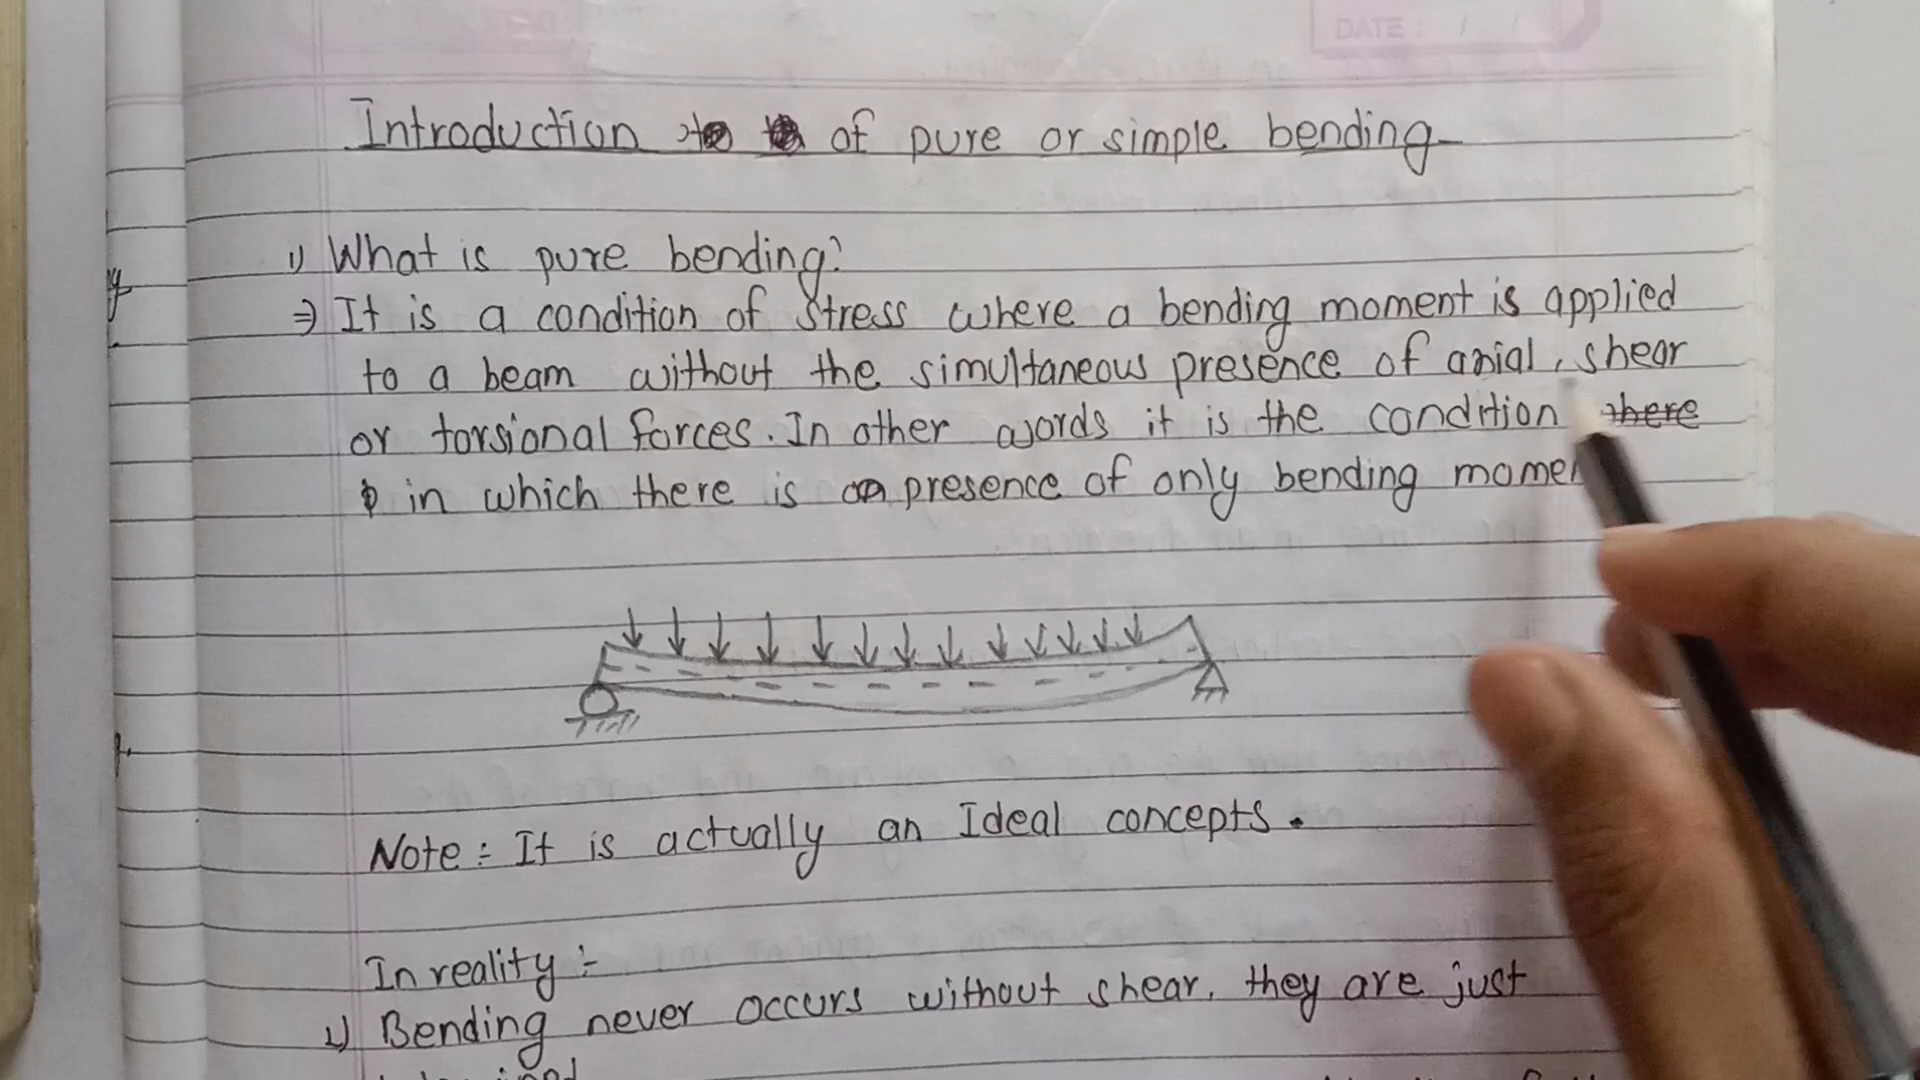 DATE : / /
Introduction of pure or simple bending
1) What is pure bending?
⇒ It is a condition of stress where a bending moment is applied
to a beam without the simultaneous presence of axial, shear
or torsional forces. In other words it is the condition there
in which there is presence of only bending momen
Note : It is actually an Ideal concepts.
In reality :-
1) Bending never occurs without shear, they are just